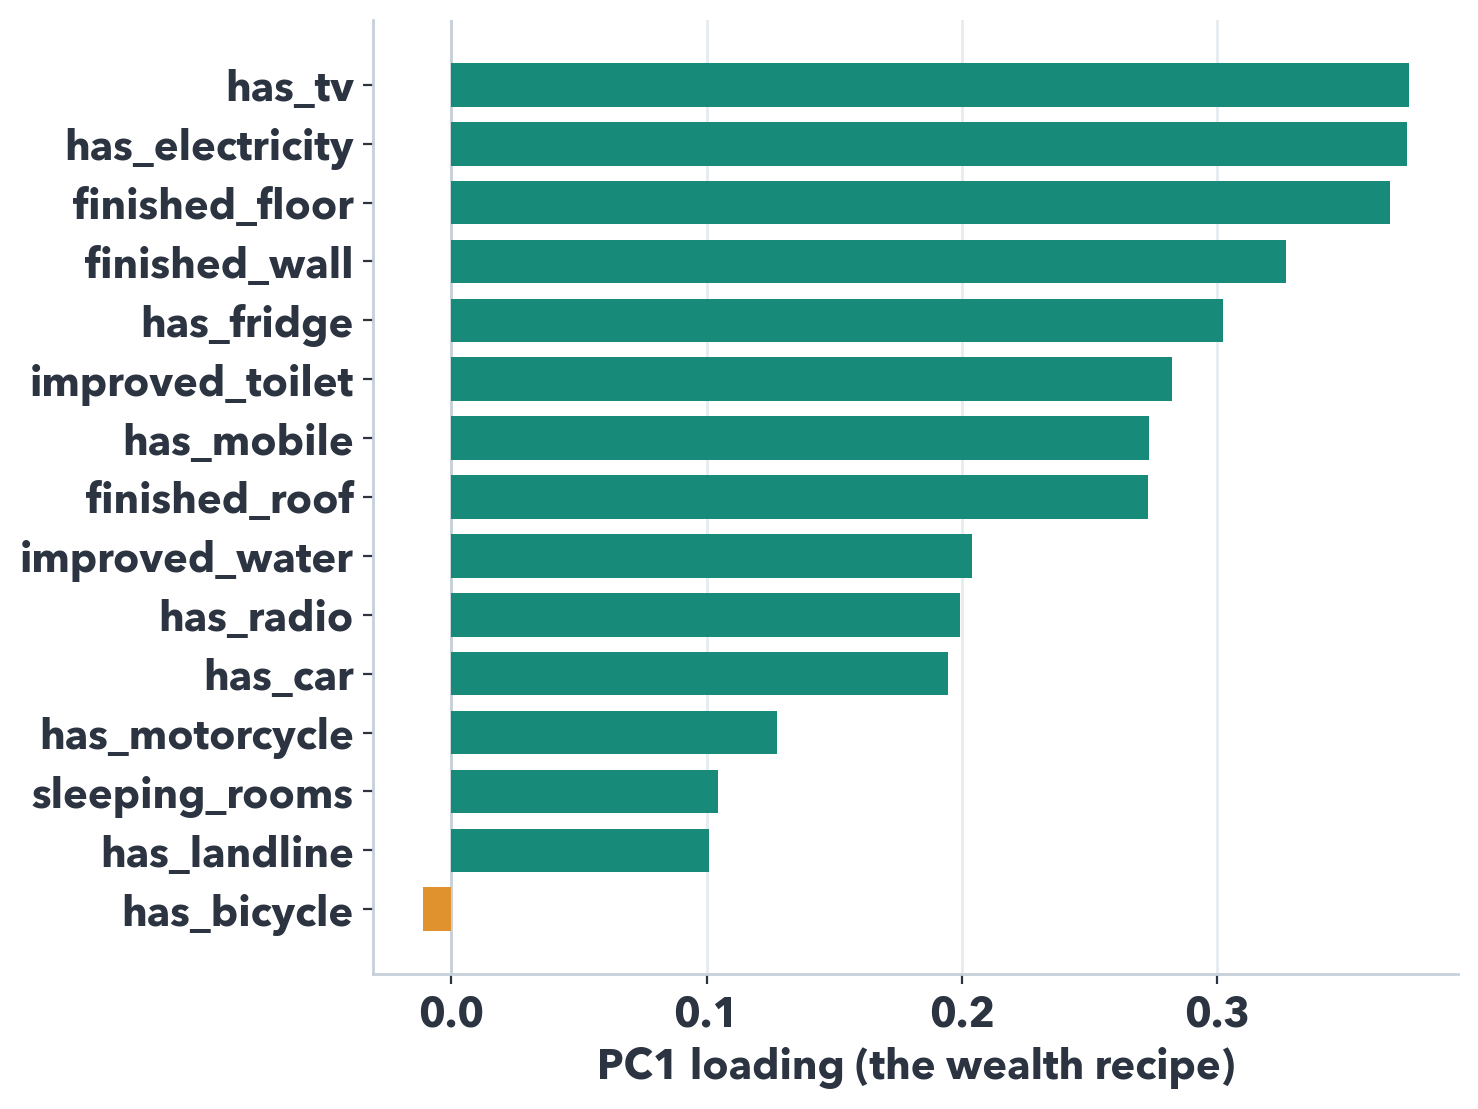 has_tv
has_electricity
finished_floor
finished_wall
has_fridge
improved_toilet
has_mobile
finished_roof
improved_water
has_radio
has_car
has_motorcycle
sleeping_rooms
has_landline
has_bicycle
0.0 0.1 0.2 0.3
PC1 loading (the wealth recipe)